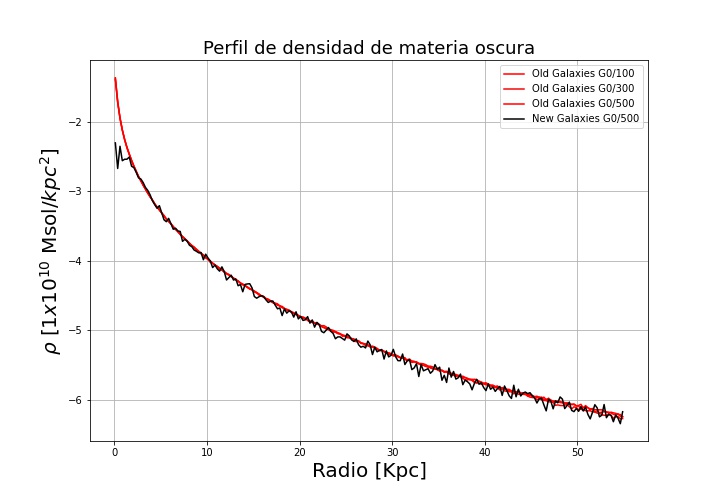 Perfil de densidad de materia oscura
Old Galaxies G0/100
Old Galaxies G0/300
Old Galaxies G0/500
New Galaxies G0/500
ρ [1x10¹⁰ Msol/kpc²]
−2
−3
−4
−5
−6
0 10 20 30 40 50
Radio [Kpc]